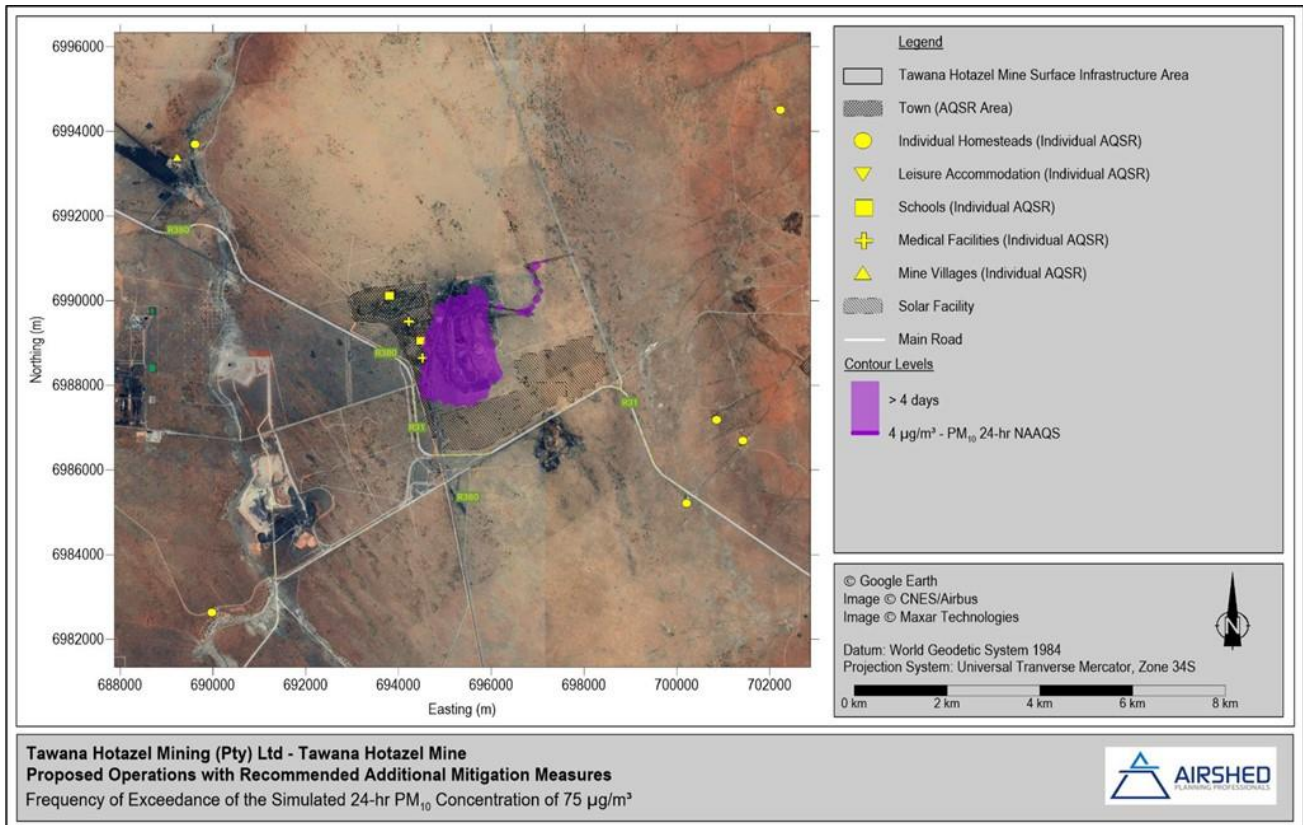 6996000
6994000
6992000
6990000
6988000
6986000
6984000
6982000
Northing (m)
688000 690000 692000 694000 696000 698000 700000 702000
Easting (m)
R380
R380
R31
R31
R380
Legend
Tawana Hotazel Mine Surface Infrastructure Area
Town (AQSR Area)
Individual Homesteads (Individual AQSR)
Leisure Accommodation (Individual AQSR)
Schools (Individual AQSR)
Medical Facilities (Individual AQSR)
Mine Villages (Individual AQSR)
Solar Facility
Main Road
Contour Levels
> 4 days
4 µg/m³ - PM₁₀ 24-hr NAAQS
© Google Earth
Image © CNES/Airbus
Image © Maxar Technologies
Datum: World Geodetic System 1984
Projection System: Universal Tranverse Mercator, Zone 34S
N
0 km 2 km 4 km 6 km 8 km
Tawana Hotazel Mining (Pty) Ltd - Tawana Hotazel Mine
Proposed Operations with Recommended Additional Mitigation Measures
Frequency of Exceedance of the Simulated 24-hr PM₁₀ Concentration of 75 µg/m³
AIRSHED
PLANNING PROFESSIONALS